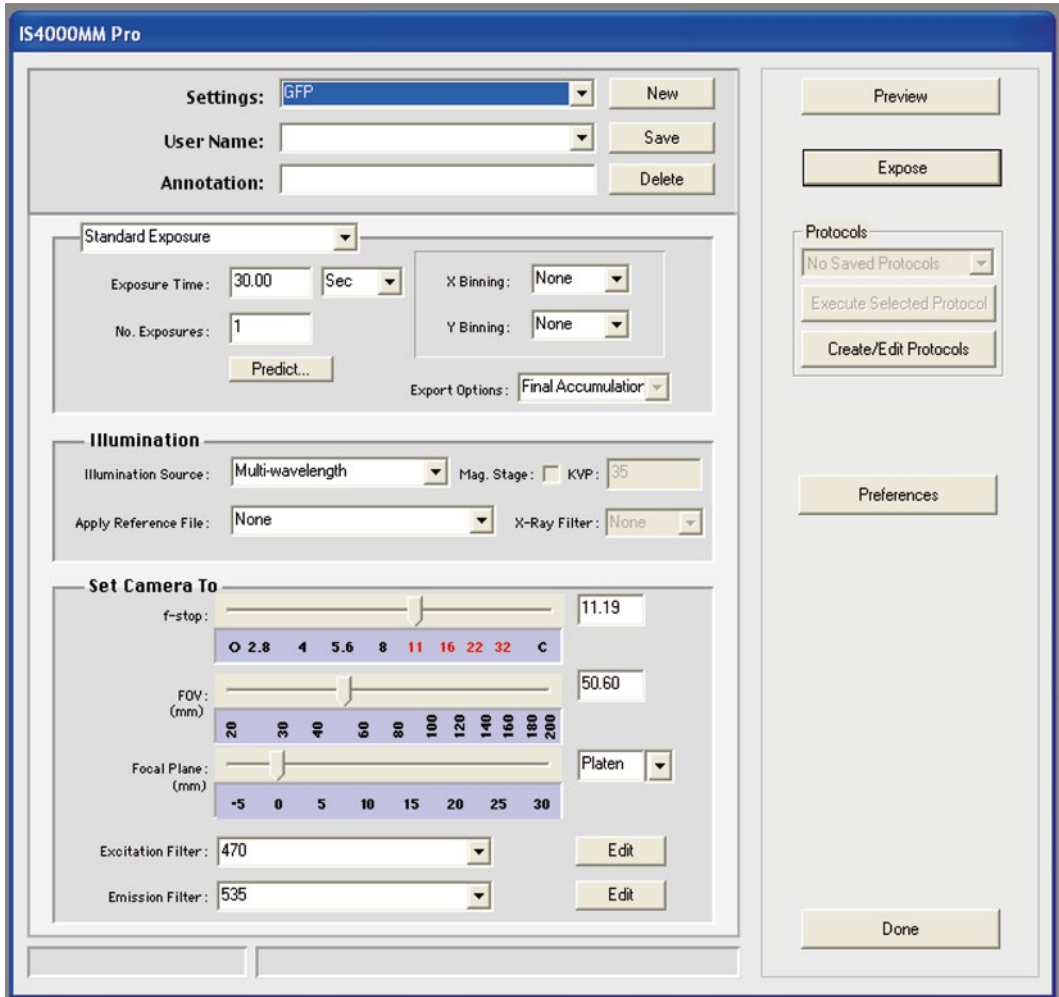 IS4000MM Pro
Settings: GFP New
User Name: Save
Annotation: Delete
Standard Exposure
Exposure Time: 30.00 Sec
No. Exposures: 1
Predict...
X Binning: None
Y Binning: None
Export Options: Final Accumulation
Illumination
Illumination Source: Multi-wavelength Mag. Stage: KVP: 35
Apply Reference File: None X-Ray Filter: None
Set Camera To
f-stop: 11.19
O 2.8 4 5.6 8 11 16 22 32 C
FOV: 50.60
(mm)
20 30 40 60 80 100 120 140 160 180 200
Focal Plane: Platen
(mm)
-5 0 5 10 15 20 25 30
Excitation Filter: 470 Edit
Emission Filter: 535 Edit
Preview
Expose
Protocols
No Saved Protocols
Execute Selected Protocol
Create/Edit Protocols
Preferences
Done